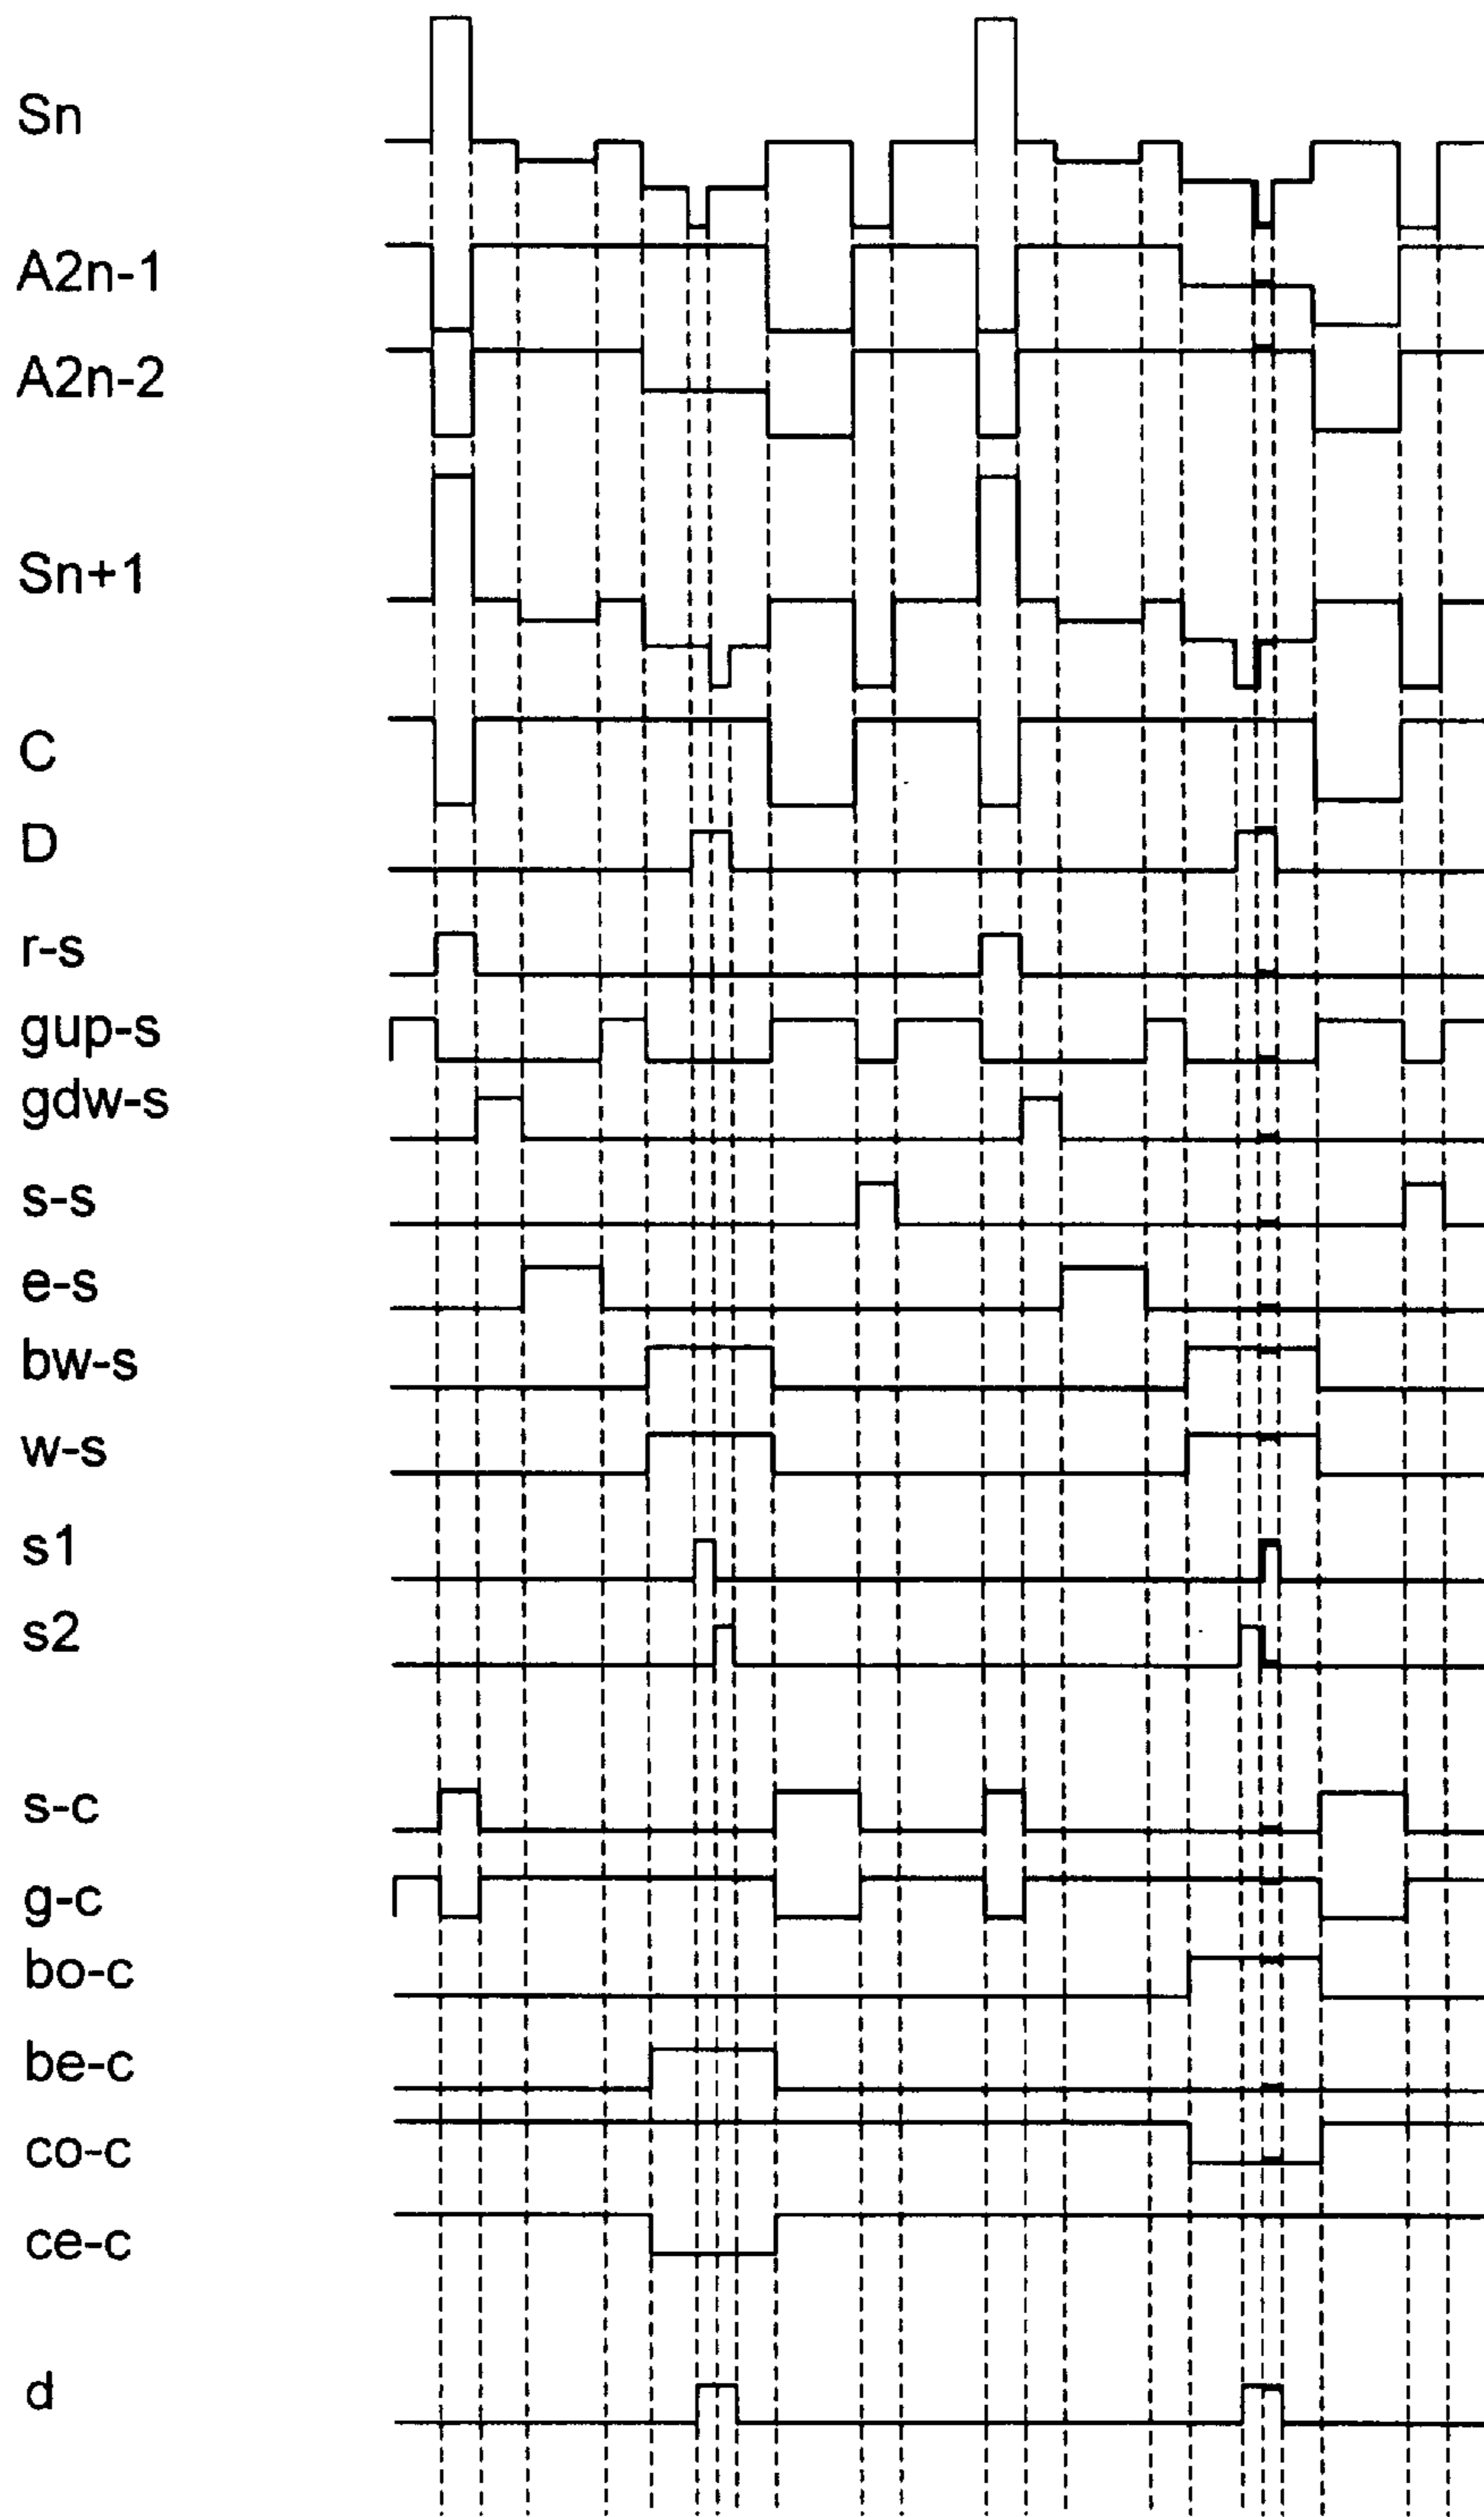 Sn
A2n-1
A2n-2
Sn+1
C
D
r-s
gup-s
gdw-s
s-s
e-s
bw-s
w-s
s1
s2
s-c
g-c
bo-c
be-c
co-c
ce-c
d